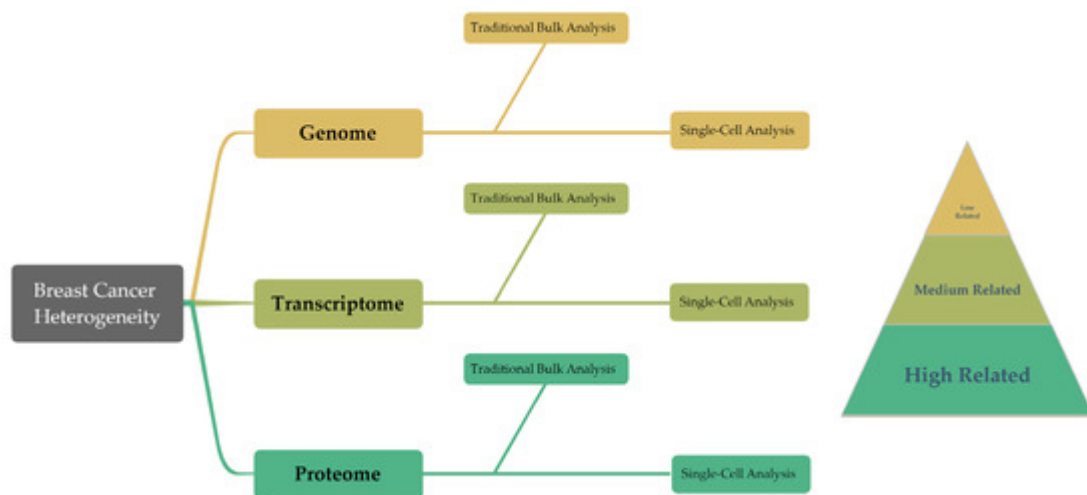 Traditional Bulk Analysis
Genome
Single-Cell Analysis
Traditional Bulk Analysis
Breast Cancer
Heterogeneity
Transcriptome
Single-Cell Analysis
Traditional Bulk Analysis
Proteome
Single-Cell Analysis
Related
Medium Related
High Related